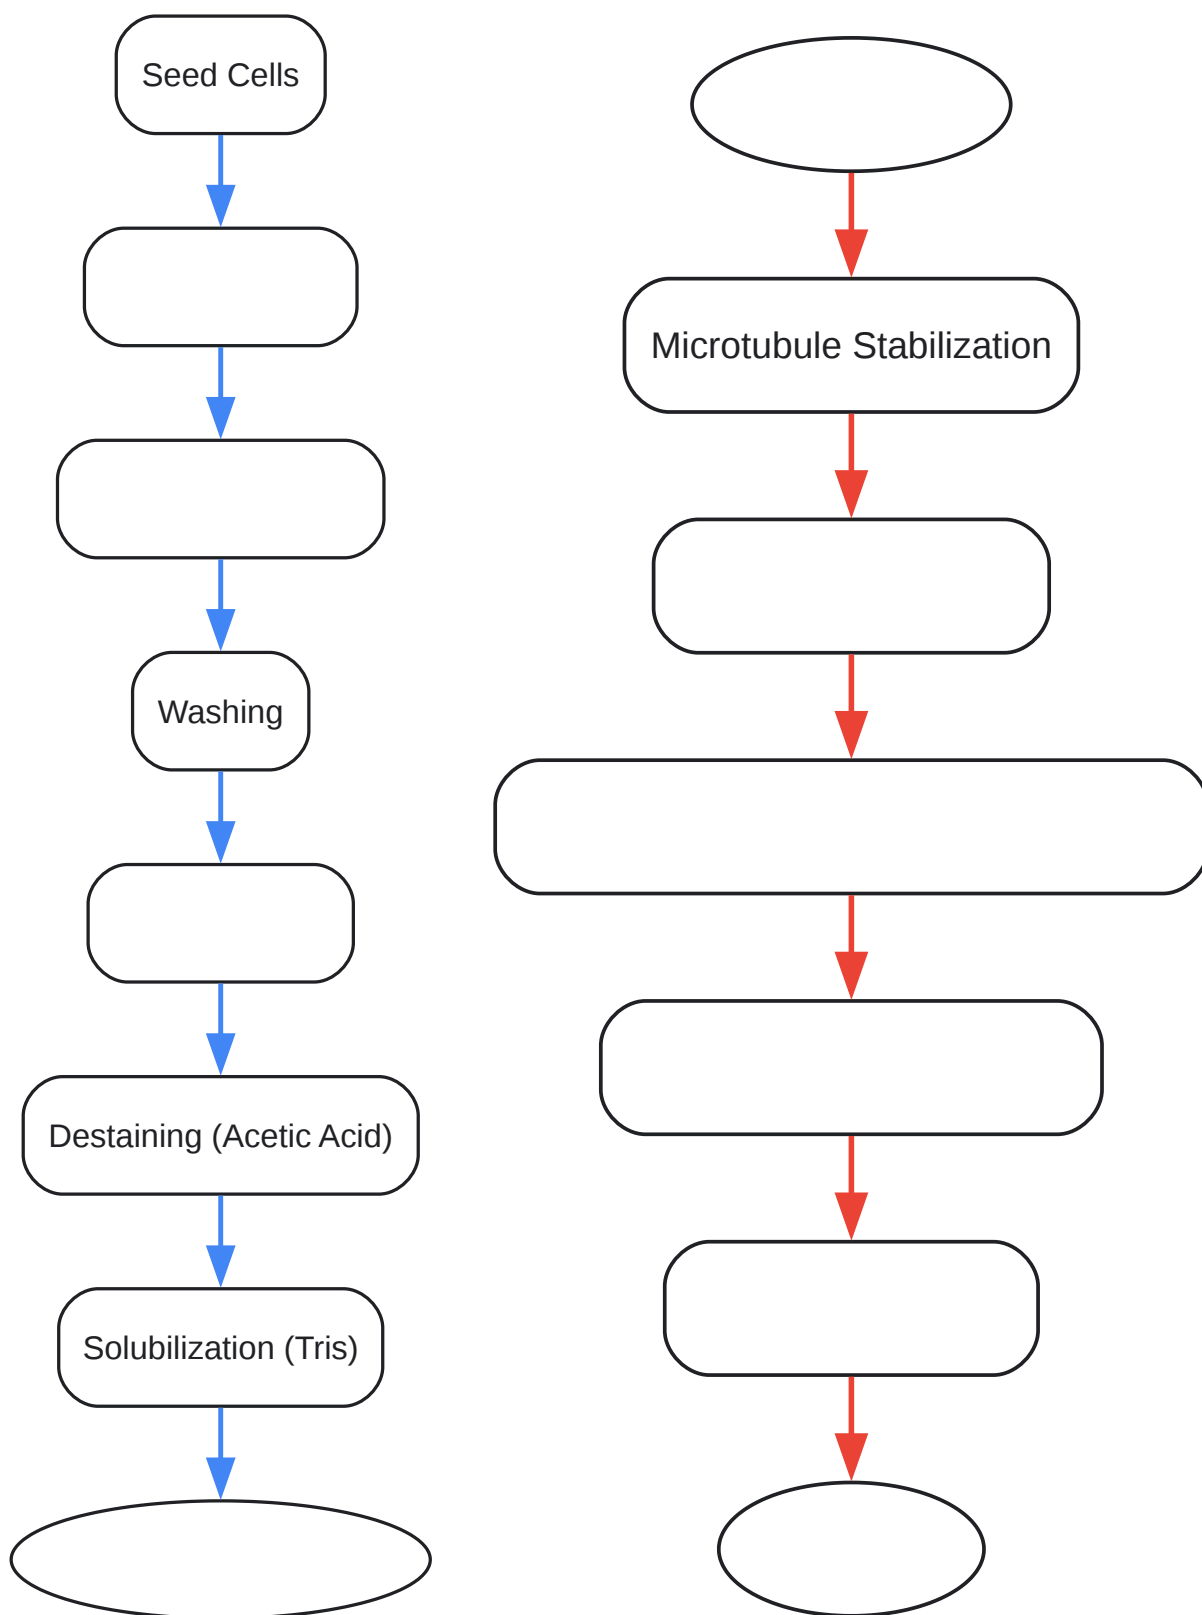 Seed Cells
Washing
Destaining (Acetic Acid)
Solubilization (Tris)
Microtubule Stabilization